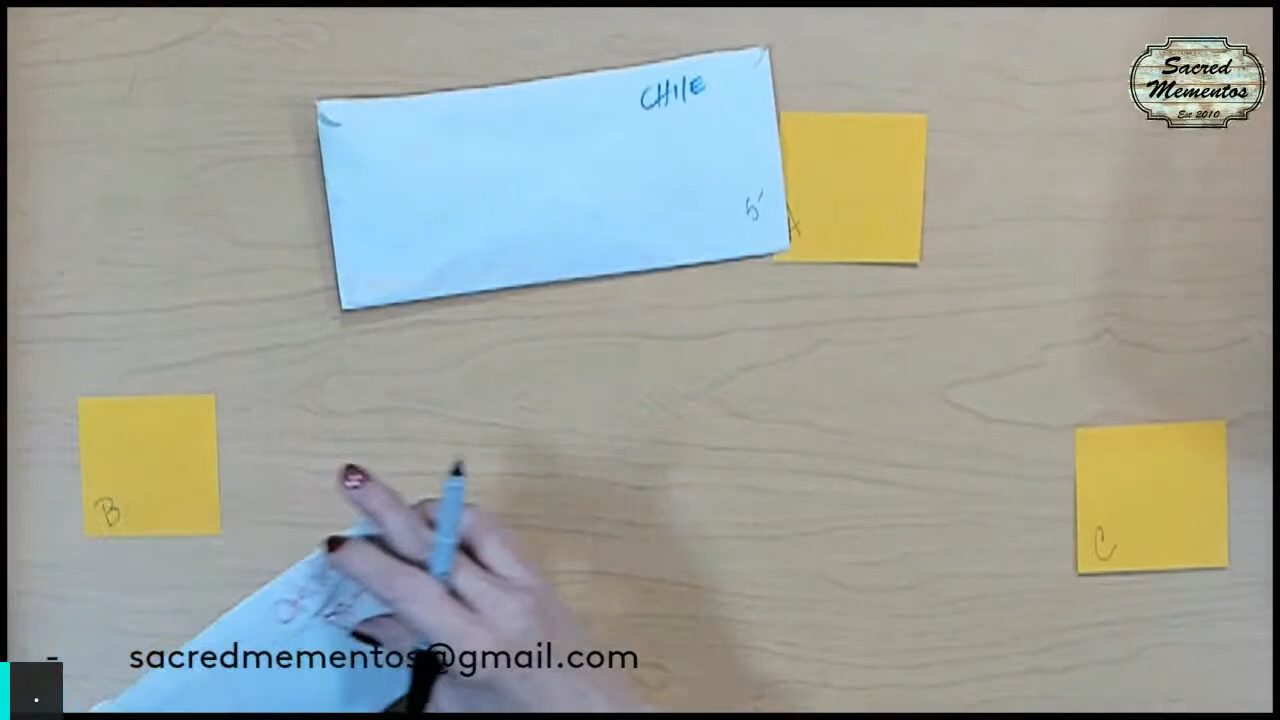 Sacred
Mementos
Est 2010
CHIlE
5'
A
B
C
- sacredmementos@gmail.com